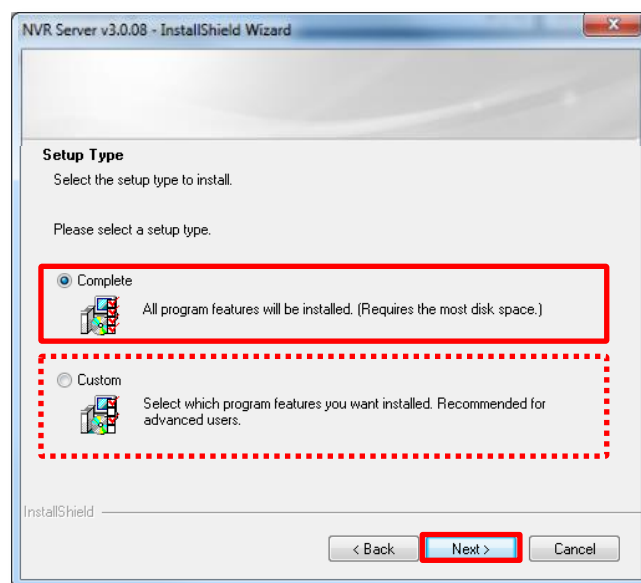 NVR Server v3.0.08 - InstallShield Wizard
Setup Type
Select the setup type to install.
Please select a setup type.
Complete
All program features will be installed. (Requires the most disk space.)
Custom
Select which program features you want installed. Recommended for
advanced users.
InstallShield
< Back
Next >
Cancel